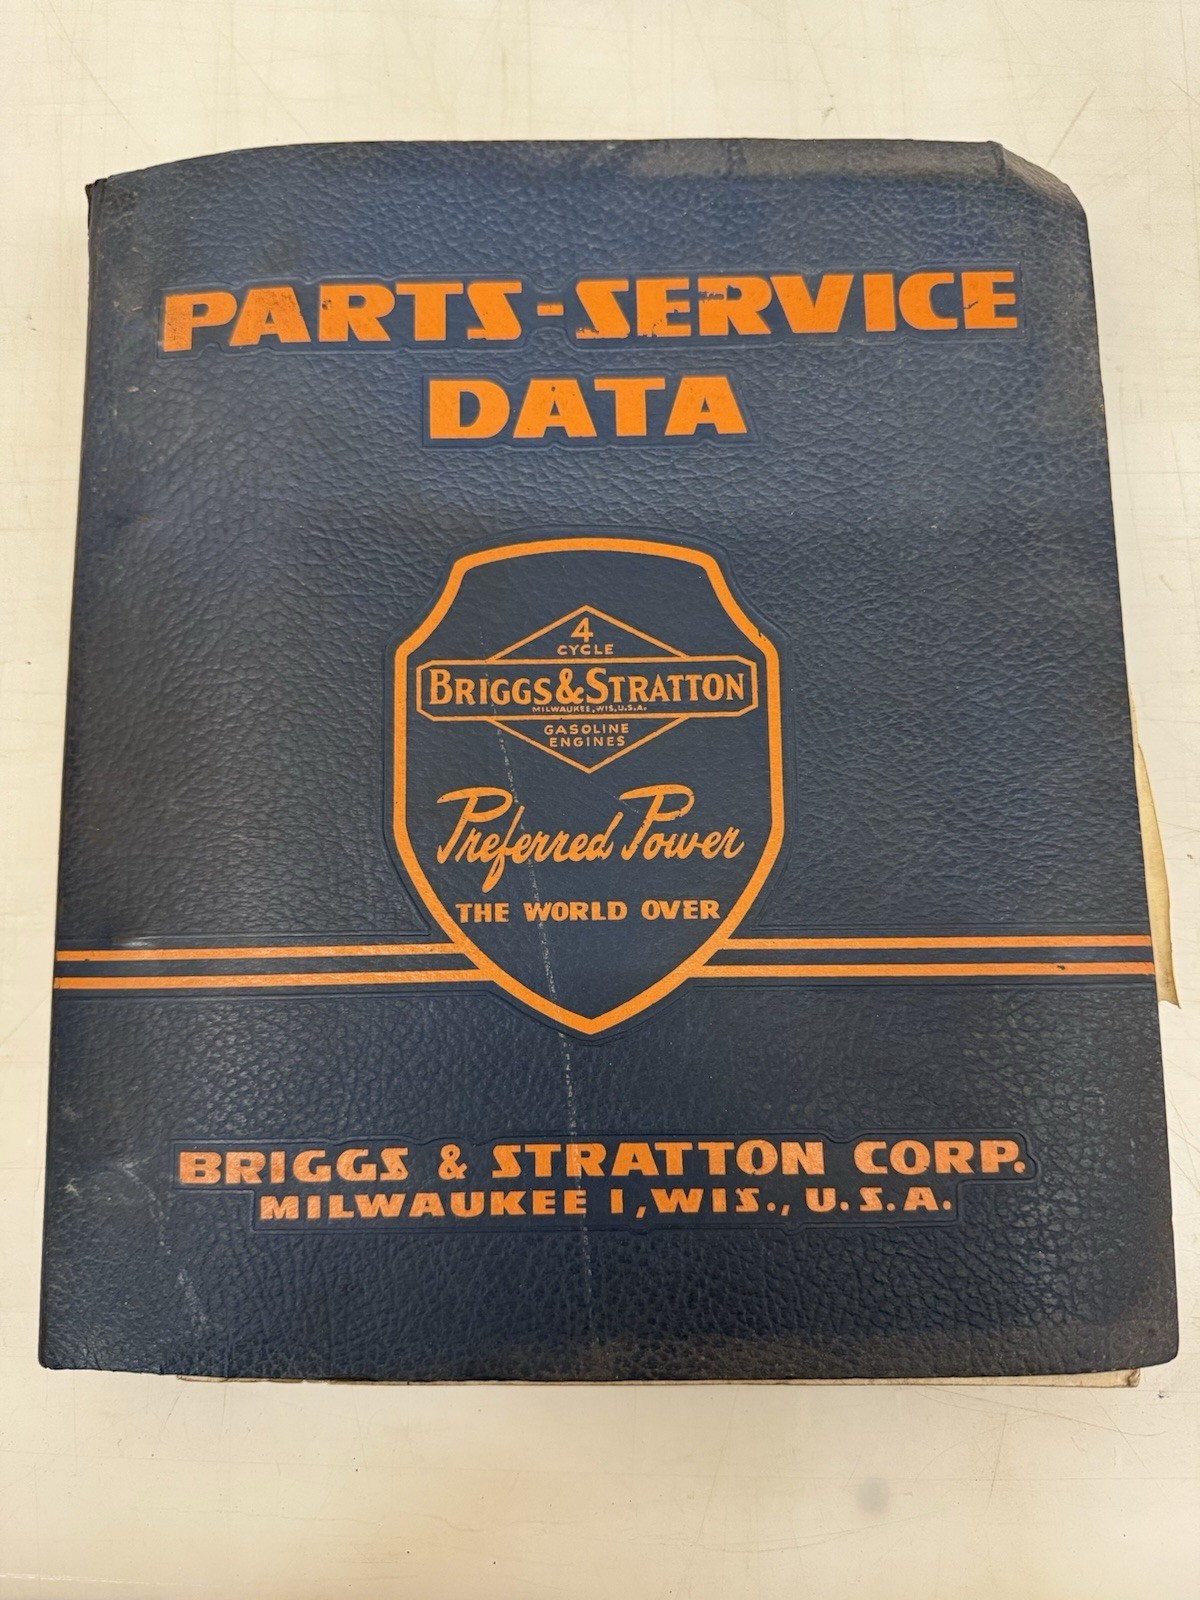 PARTS-SERVICE
DATA
4
CYCLE
BRIGGS&STRATTON
MILWAUKEE, WIS, U.S.A.
GASOLINE
ENGINES
Preferred Power
THE WORLD OVER
BRIGGS & STRATTON CORP.
MILWAUKEE 1, WIS., U.S.A.